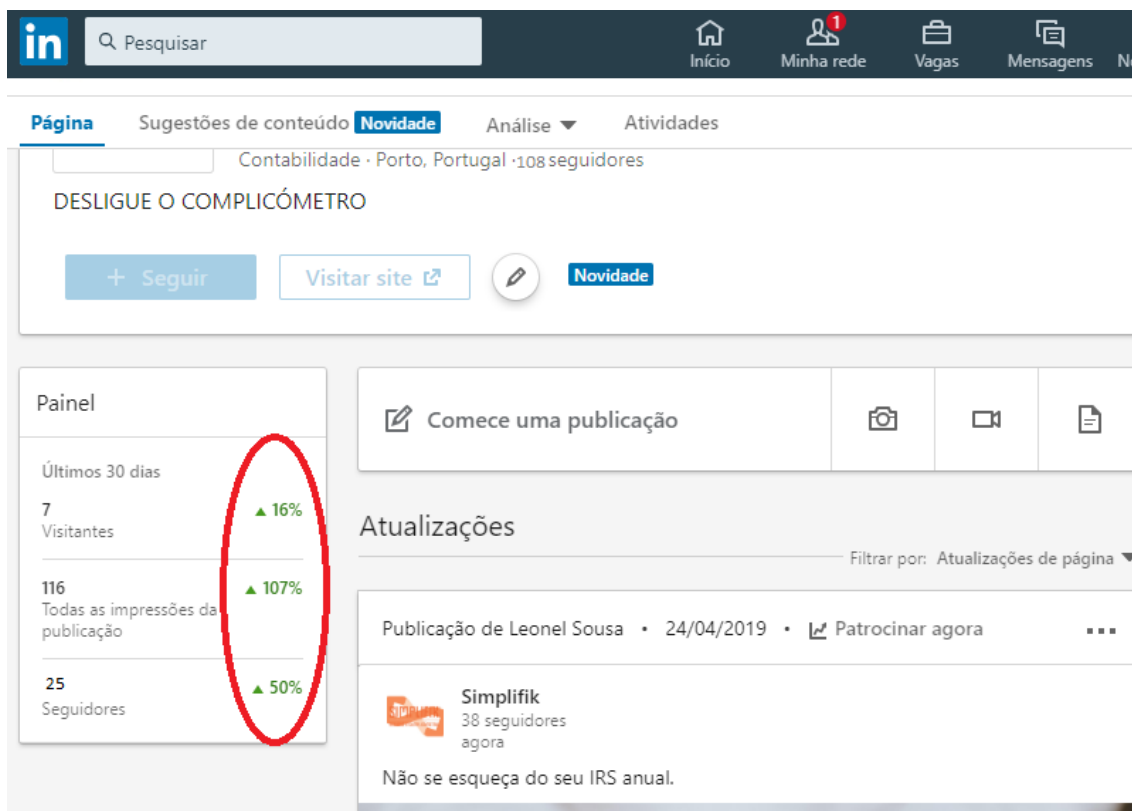 in Pesquisar
1
Início Minha rede Vagas Mensagens
Página Sugestões de conteúdo Novidade Análise Atividades
Contabilidade · Porto, Portugal ·108 seguidores
DESLIGUE O COMPLICÓMETRO
+ Seguir Visitar site Novidade
Painel
Comece uma publicação
Últimos 30 dias
7 ▲ 16%
Visitantes
116 ▲ 107%
Todas as impressões da
publicação
25 ▲ 50%
Seguidores
Atualizações
Filtrar por: Atualizações de página ▼
Publicação de Leonel Sousa • 24/04/2019 • Patrocinar agora
Simplifik
38 seguidores
agora
Não se esqueça do seu IRS anual.